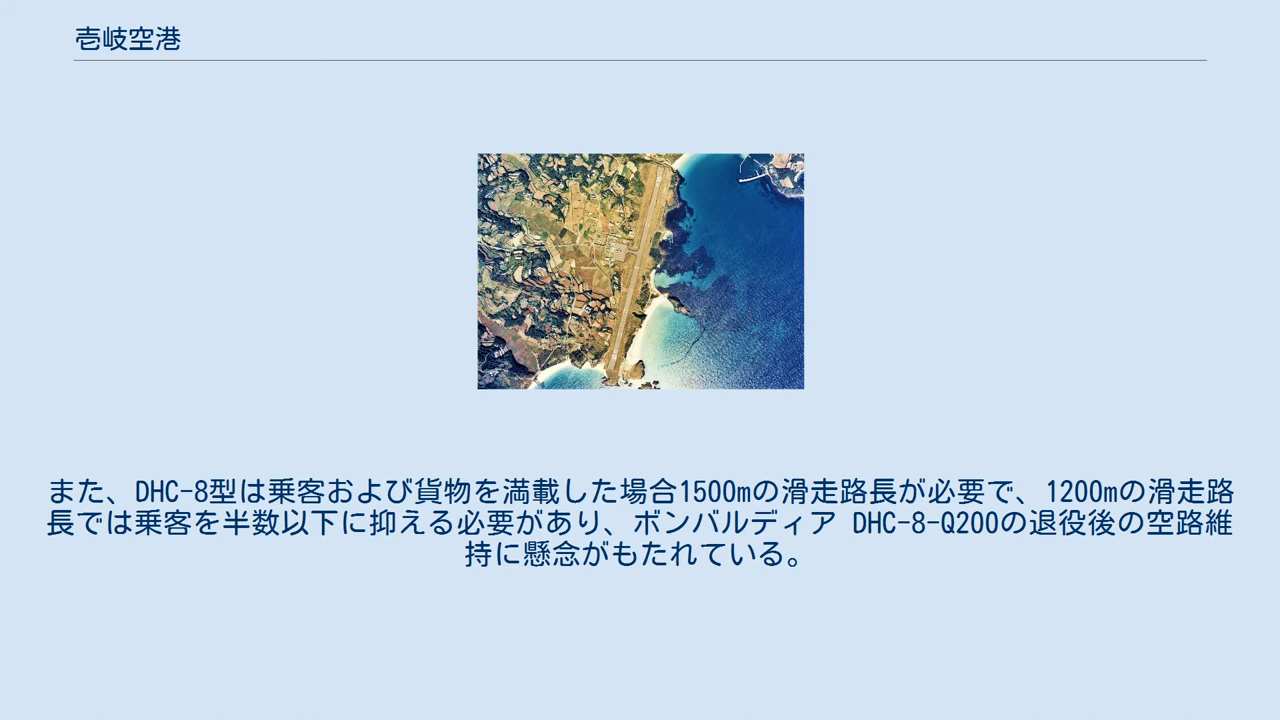 壱岐空港
また、DHC-8型は乗客および貨物を満載した場合1500mの滑走路長が必要で、1200mの滑走路
長では乗客を半数以下に抑える必要があり、ボンバルディア DHC-8-Q200の退役後の空路維
持に懸念がもたれている。